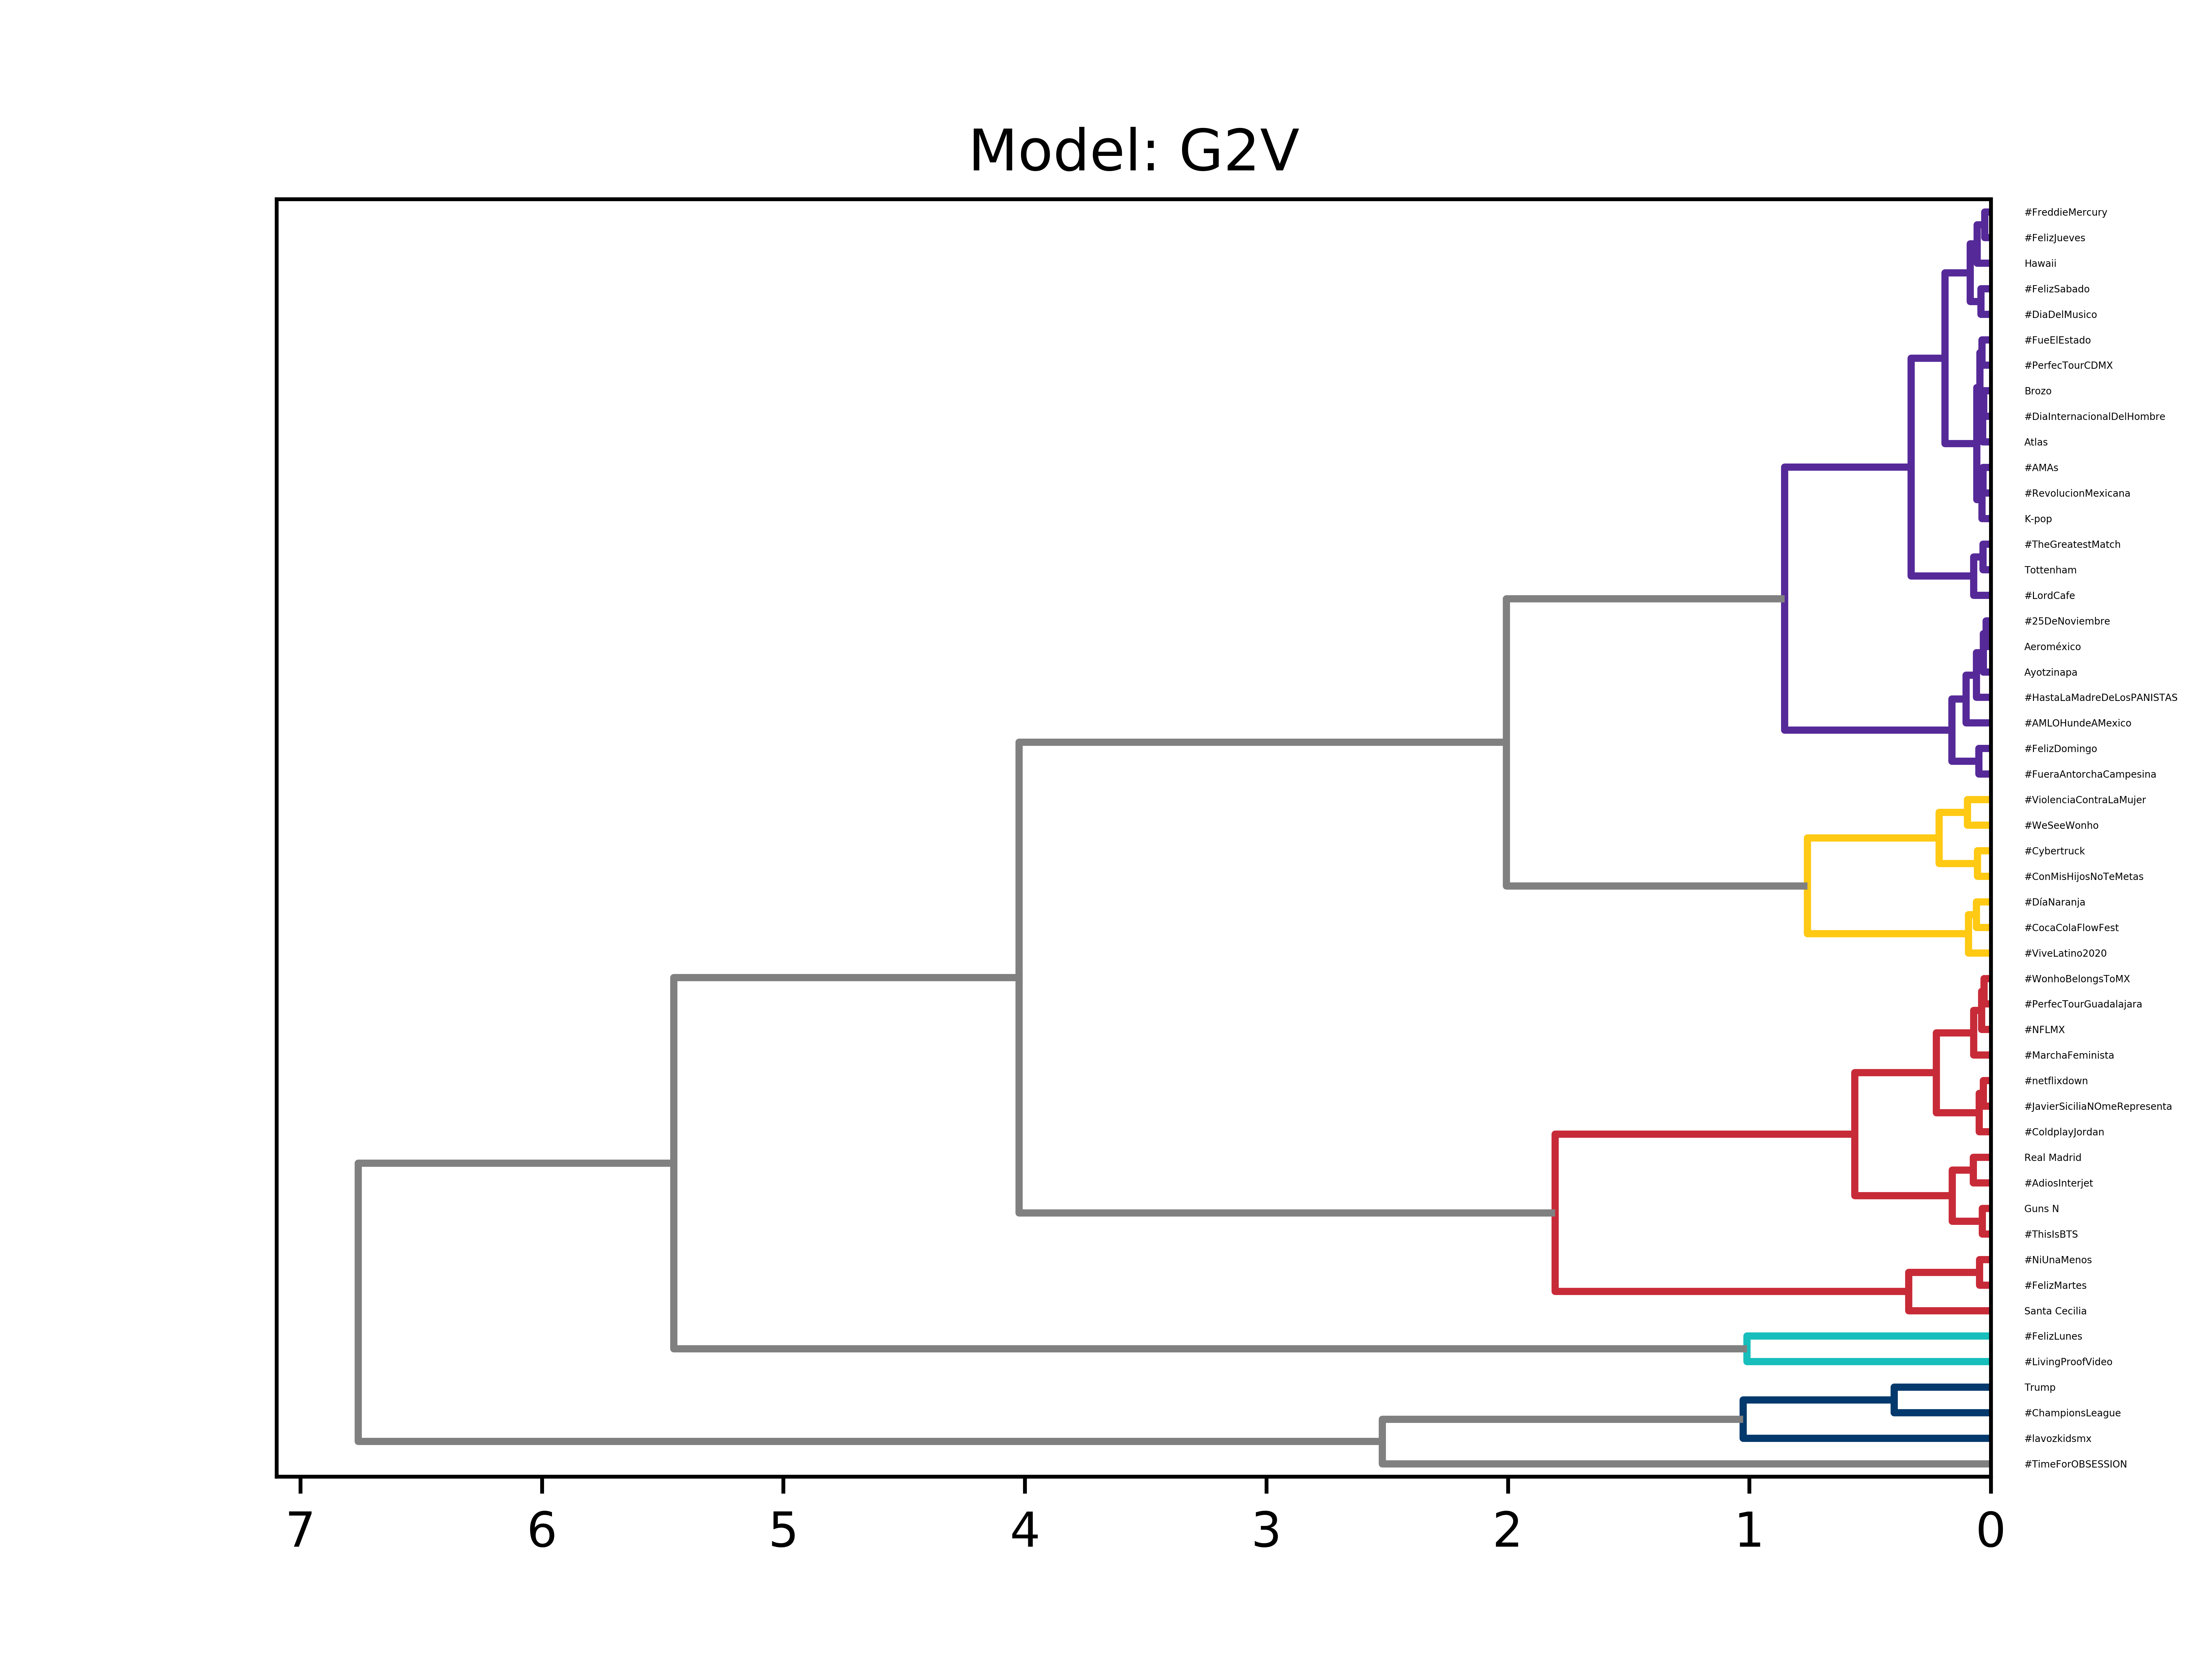 Model: G2V
#FreddieMercury
#FelizJueves
Hawaii
#FelizSabado
#DiaDelMusico
#FueElEstado
#PerfecTourCDMX
Brozo
#DiaInternacionalDelHombre
Atlas
#AMAs
#RevolucionMexicana
K-pop
#TheGreatestMatch
Tottenham
#LordCafe
#25DeNoviembre
Aeroméxico
Ayotzinapa
#HastaLaMadreDeLosPANISTAS
#AMLOHundeAMexico
#FelizDomingo
#FueraAntorchaCampesina
#ViolenciaContraLaMujer
#WeSeeWonho
#Cybertruck
#ConMisHijosNoTeMetas
#DíaNaranja
#CocaColaFlowFest
#ViveLatino2020
#WonhoBelongsToMX
#PerfecTourGuadalajara
#NFLMX
#MarchaFeminista
#netflixdown
#JavierSiciliaNOmeRepresenta
#ColdplayJordan
Real Madrid
#AdiosInterjet
Guns N
#ThisIsBTS
#NiUnaMenos
#FelizMartes
Santa Cecilia
#FelizLunes
#LivingProofVideo
Trump
#ChampionsLeague
#lavozkidsmx
#TimeForOBSESSION
7 6 5 4 3 2 1 0